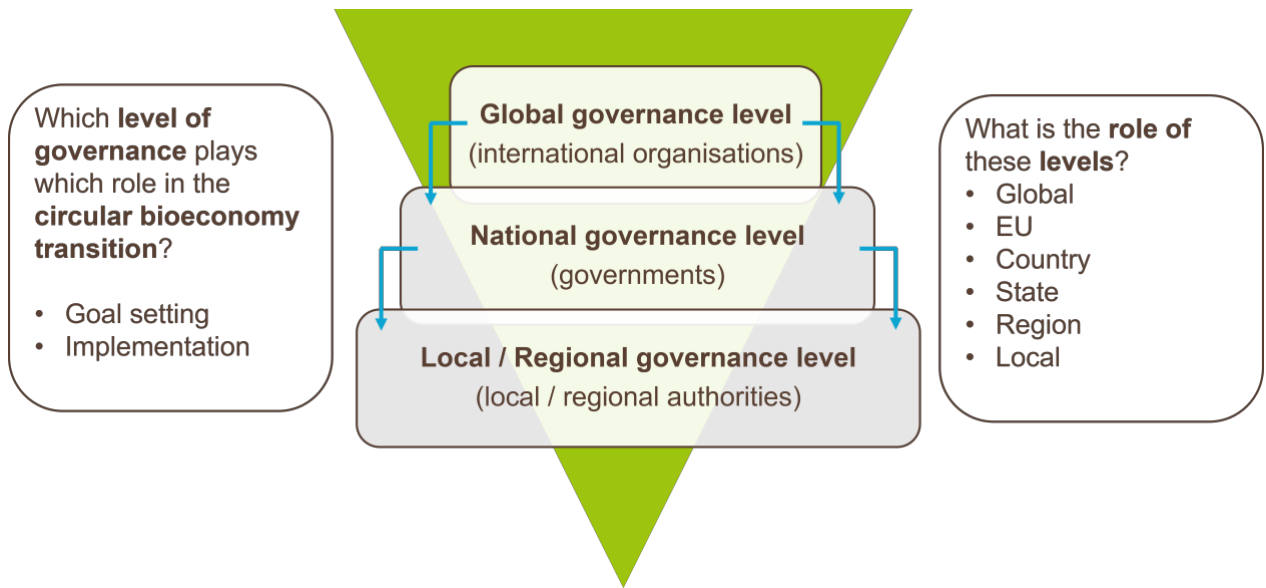 Which level of
governance plays
which role in the
circular bioeconomy
transition?
• Goal setting
• Implementation
Global governance level
(international organisations)
National governance level
(governments)
Local / Regional governance level
(local / regional authorities)
What is the role of
these levels?
• Global
• EU
• Country
• State
• Region
• Local